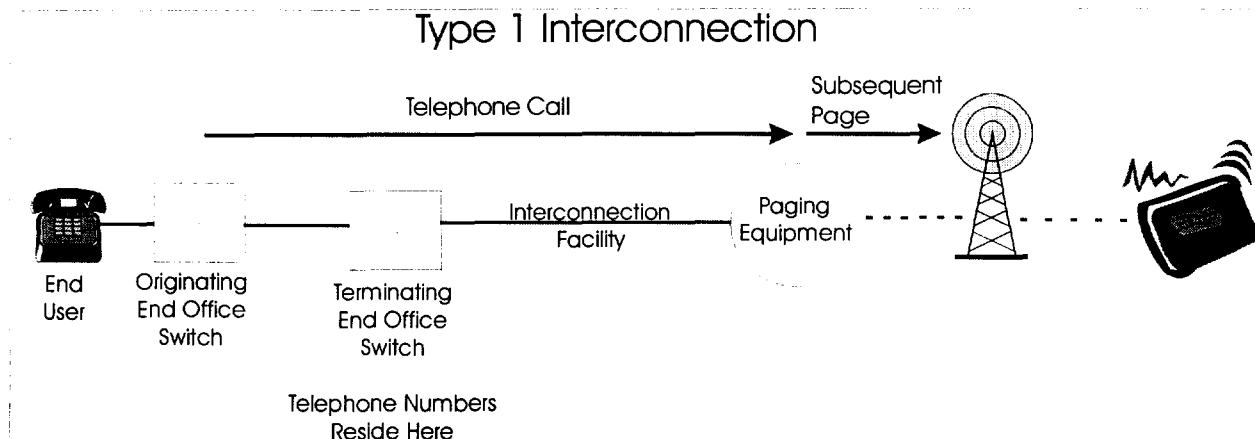 Type 1 Interconnection
Telephone Call
Subsequent
Page
Interconnection
Facility
Paging
Equipment
End
User
Originating
End Office
Switch
Terminating
End Office
Switch
Telephone Numbers
Reside Here